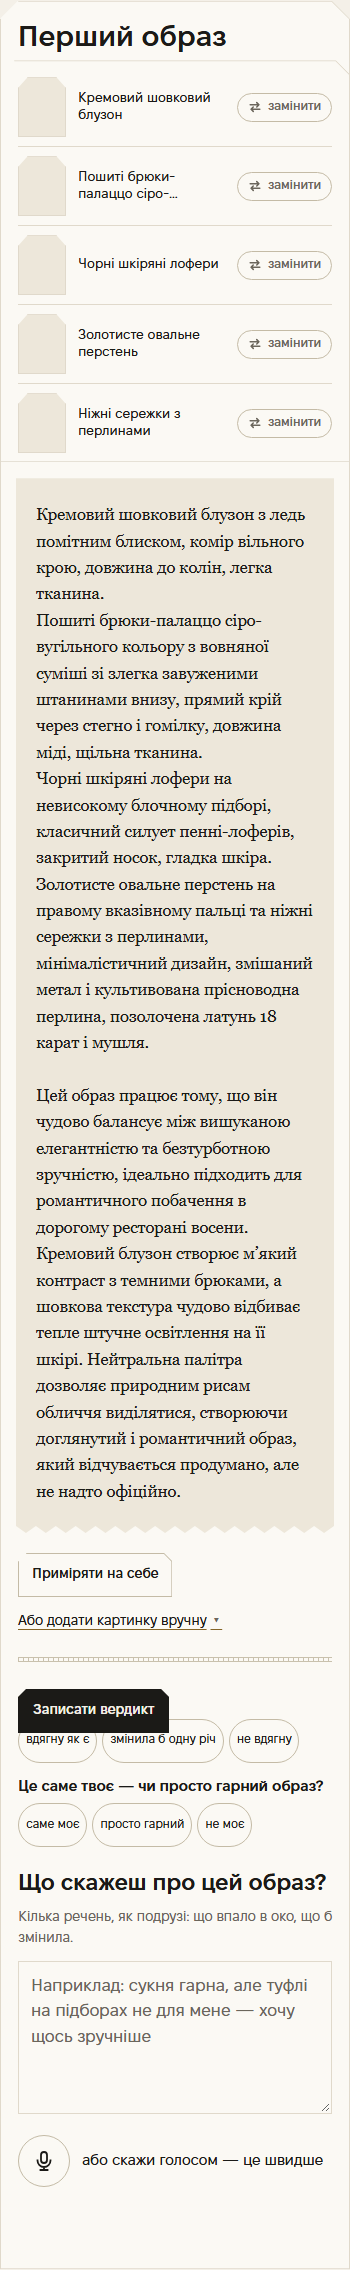 Перший образ
Кремовий шовковий
блузон
замінити
Пошиті брюки-
палаццо сіро-...
замінити
Чорні шкіряні лофери
замінити
Золотисте овальне
перстень
замінити
Ніжні сережки з
перлинами
замінити
Кремовий шовковий блузон з ледь
помітним блиском, комір вільного
крою, довжина до колін, легка
тканина.
Пошиті брюки-палаццо сіро-
вугільного кольору з вовняної
суміші зі злегка завуженими
штанинами внизу, прямий крій
через стегно і гомілку, довжина
міді, щільна тканина.
Чорні шкіряні лофери на
невисокому блочному підборі,
класичний силует пенні-лоферів,
закритий носок, гладка шкіра.
Золотисте овальне перстень на
правому вказівному пальці та ніжні
сережки з перлинами,
мінімалістичний дизайн, змішаний
метал і культивована прісноводна
перлина, позолочена латунь 18
карат і мушля.
Цей образ працює тому, що він
чудово балансує між вишуканою
елегантністю та безтурботною
зручністю, ідеально підходить для
романтичного побачення в
дорогому ресторані восени.
Кремовий блузон створює м’який
контраст з темними брюками, а
шовкова текстура чудово відбиває
тепле штучне освітлення на її
шкірі. Нейтральна палітра
дозволяє природним рисам
обличчя виділятися, створюючи
доглянутий і романтичний образ,
який відчувається продумано, але
не надто офіційно.
Приміряти на себе
Або додати картинку вручну
Записати вердикт
вдягну як є
змінила б одну річ
не вдягну
Це саме твоє — чи просто гарний образ?
саме моє
просто гарний
не моє
Що скажеш про цей образ?
Кілька речень, як подрузі: що впало в око, що б
змінила.
Наприклад: сукня гарна, але туфлі
на підборах не для мене — хочу
щось зручніше
або скажи голосом — це швидше